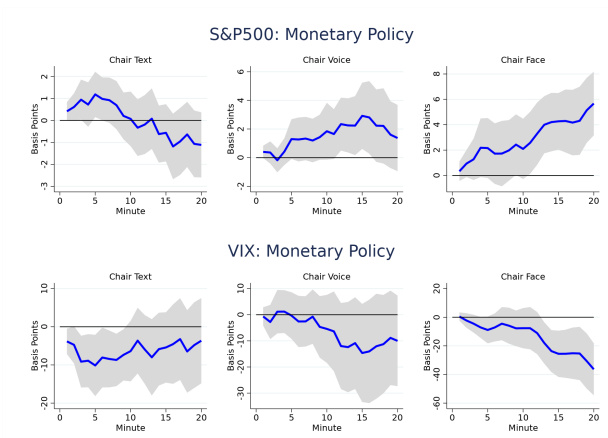 S&P500: Monetary Policy
Chair Text
Chair Voice
Chair Face
Basis Points
2
1
0
-1
-2
-3
0 5 10 15 20
Minute
Basis Points
6
4
2
0
-2
0 5 10 15 20
Minute
Basis Points
8
6
4
2
0
0 5 10 15 20
Minute
VIX: Monetary Policy
Chair Text
Chair Voice
Chair Face
Basis Points
10
0
-10
-20
0 5 10 15 20
Minute
Basis Points
10
0
-10
-20
-30
0 5 10 15 20
Minute
Basis Points
20
0
-20
-40
-60
0 5 10 15 20
Minute